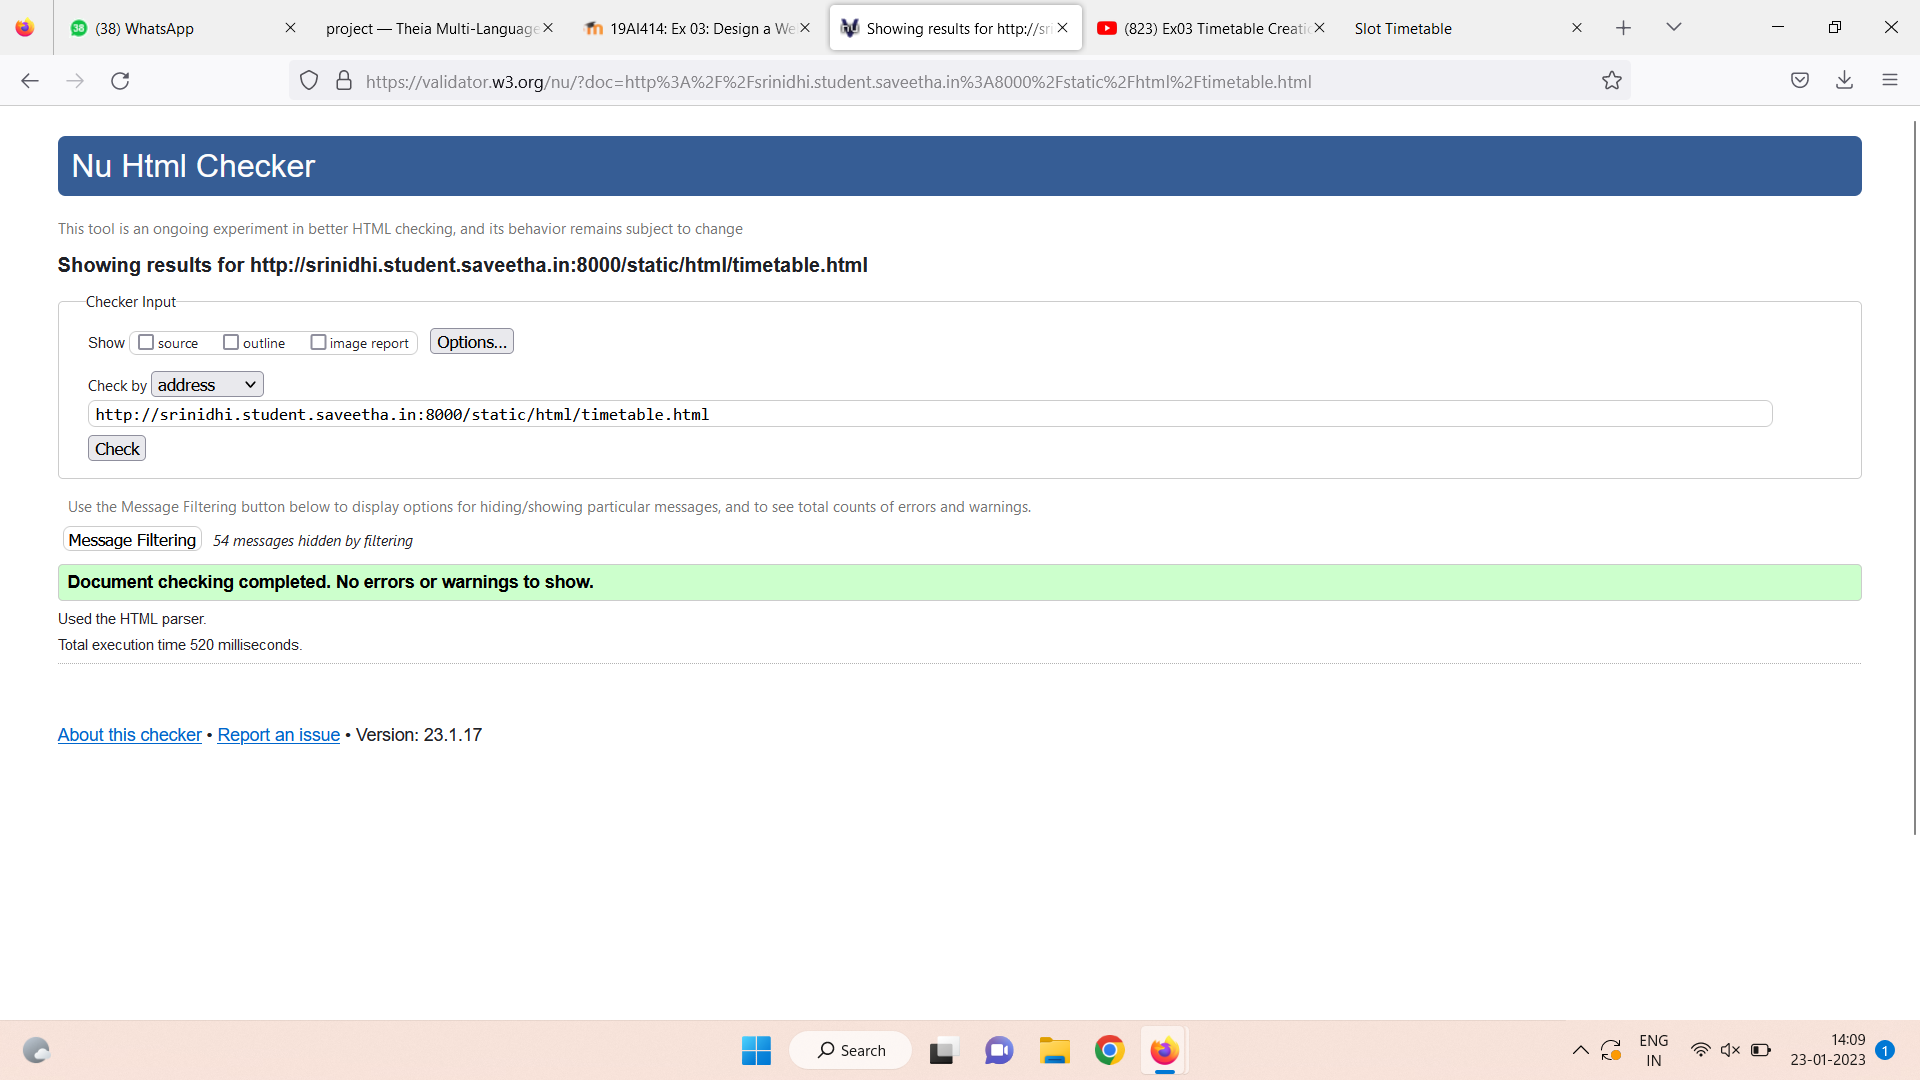 (38) WhatsApp
project — Theia Multi-Language
19AI414: Ex 03: Design a We
Showing results for http://sri
(823) Ex03 Timetable Creati
Slot Timetable
https://validator.w3.org/nu/?doc=http%3A%2F%2Fsrinidhi.student.saveetha.in%3A8000%2Fstatic%2Fhtml%2Ftimetable.html
Nu Html Checker
This tool is an ongoing experiment in better HTML checking, and its behavior remains subject to change
Showing results for http://srinidhi.student.saveetha.in:8000/static/html/timetable.html
Checker Input
Show source outline image report Options...
Check by address
http://srinidhi.student.saveetha.in:8000/static/html/timetable.html
Check
Use the Message Filtering button below to display options for hiding/showing particular messages, and to see total counts of errors and warnings.
Message Filtering 54 messages hidden by filtering
Document checking completed. No errors or warnings to show.
Used the HTML parser.
Total execution time 520 milliseconds.
About this checker • Report an issue • Version: 23.1.17
Search
ENG
IN
14:09
23-01-2023
1